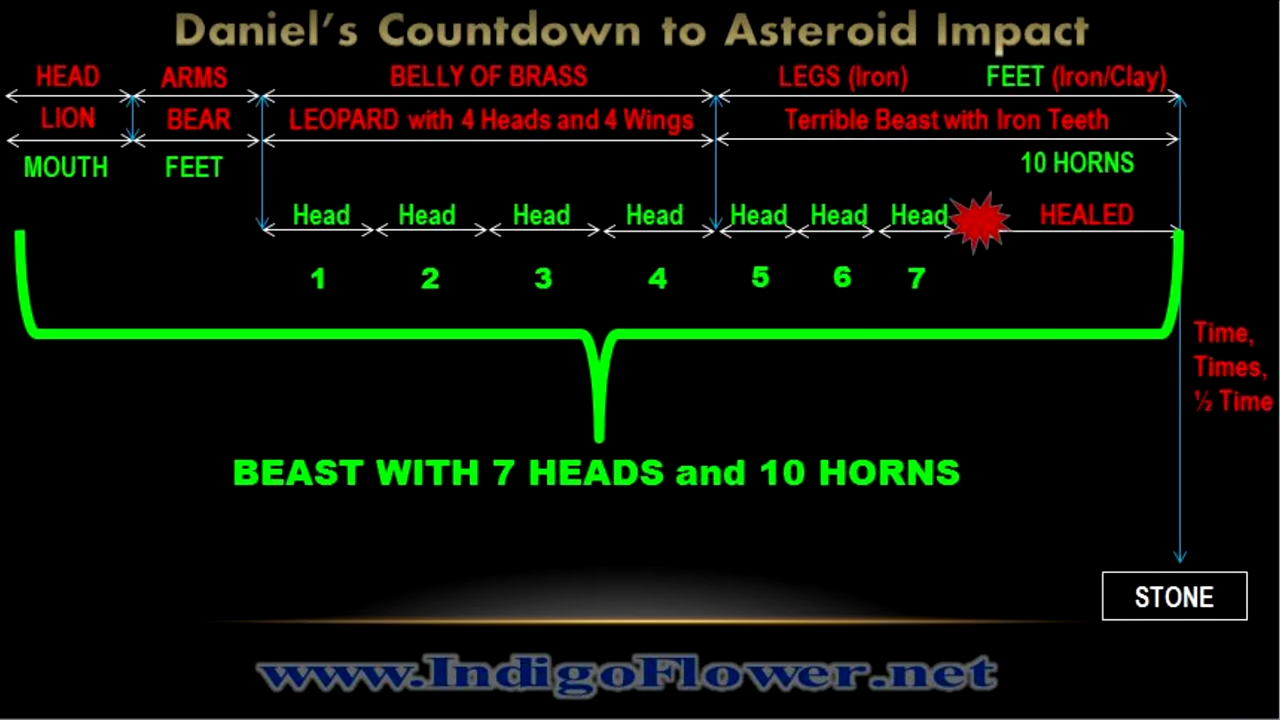 Daniel's Countdown to Asteroid Impact
HEAD ARMS BELLY OF BRASS LEGS (Iron) FEET (Iron/Clay)
LION BEAR LEOPARD with 4 Heads and 4 Wings Terrible Beast with Iron Teeth
MOUTH FEET 10 HORNS
Head Head Head Head Head Head Head HEALED
1 2 3 4 5 6 7
Time,
Times,
½ Time
BEAST WITH 7 HEADS and 10 HORNS
STONE
www.IndigoFlower.net